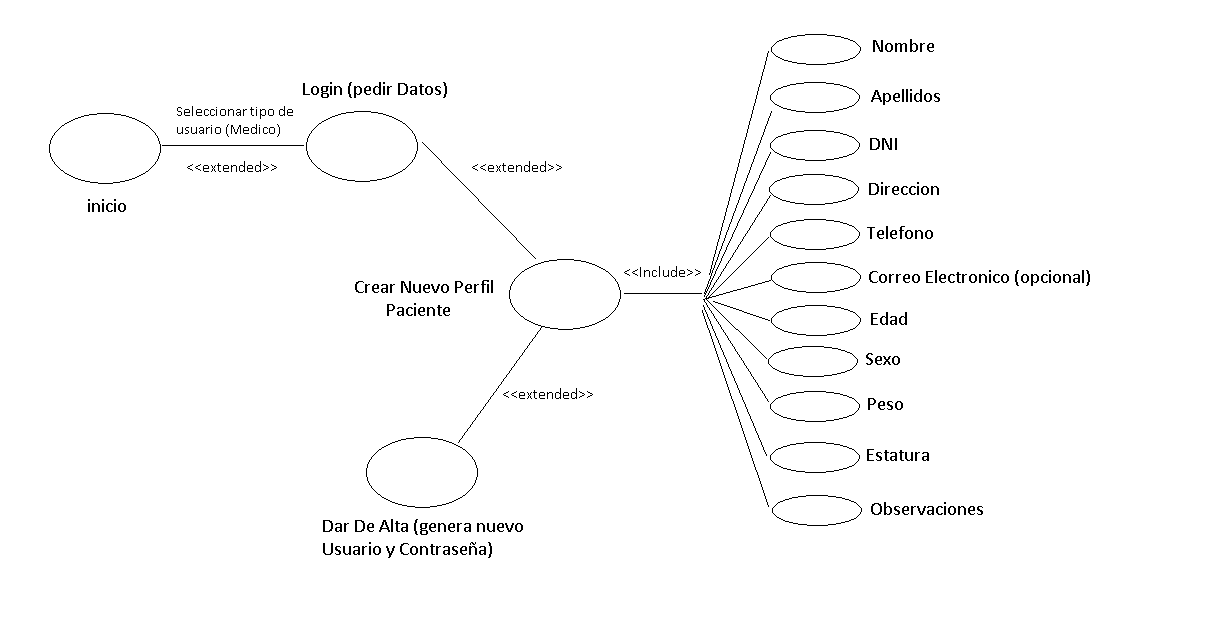 Nombre
Login (pedir Datos)
Apellidos
Seleccionar tipo de
usuario (Medico)
DNI
<<extended>>
<<extended>>
Direccion
inicio
Telefono
<<Include>>
Correo Electronico (opcional)
Crear Nuevo Perfil
Paciente
Edad
Sexo
<<extended>>
Peso
Estatura
Observaciones
Dar De Alta (genera nuevo
Usuario y Contraseña)